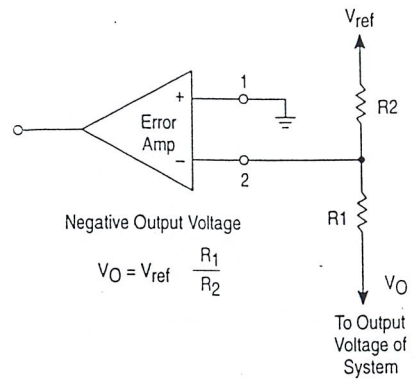 Vref
1
+
R2
Error
Amp
−
2
Negative Output Voltage
R1
VO = Vref R1/R2
VO
To Output
Voltage of
System